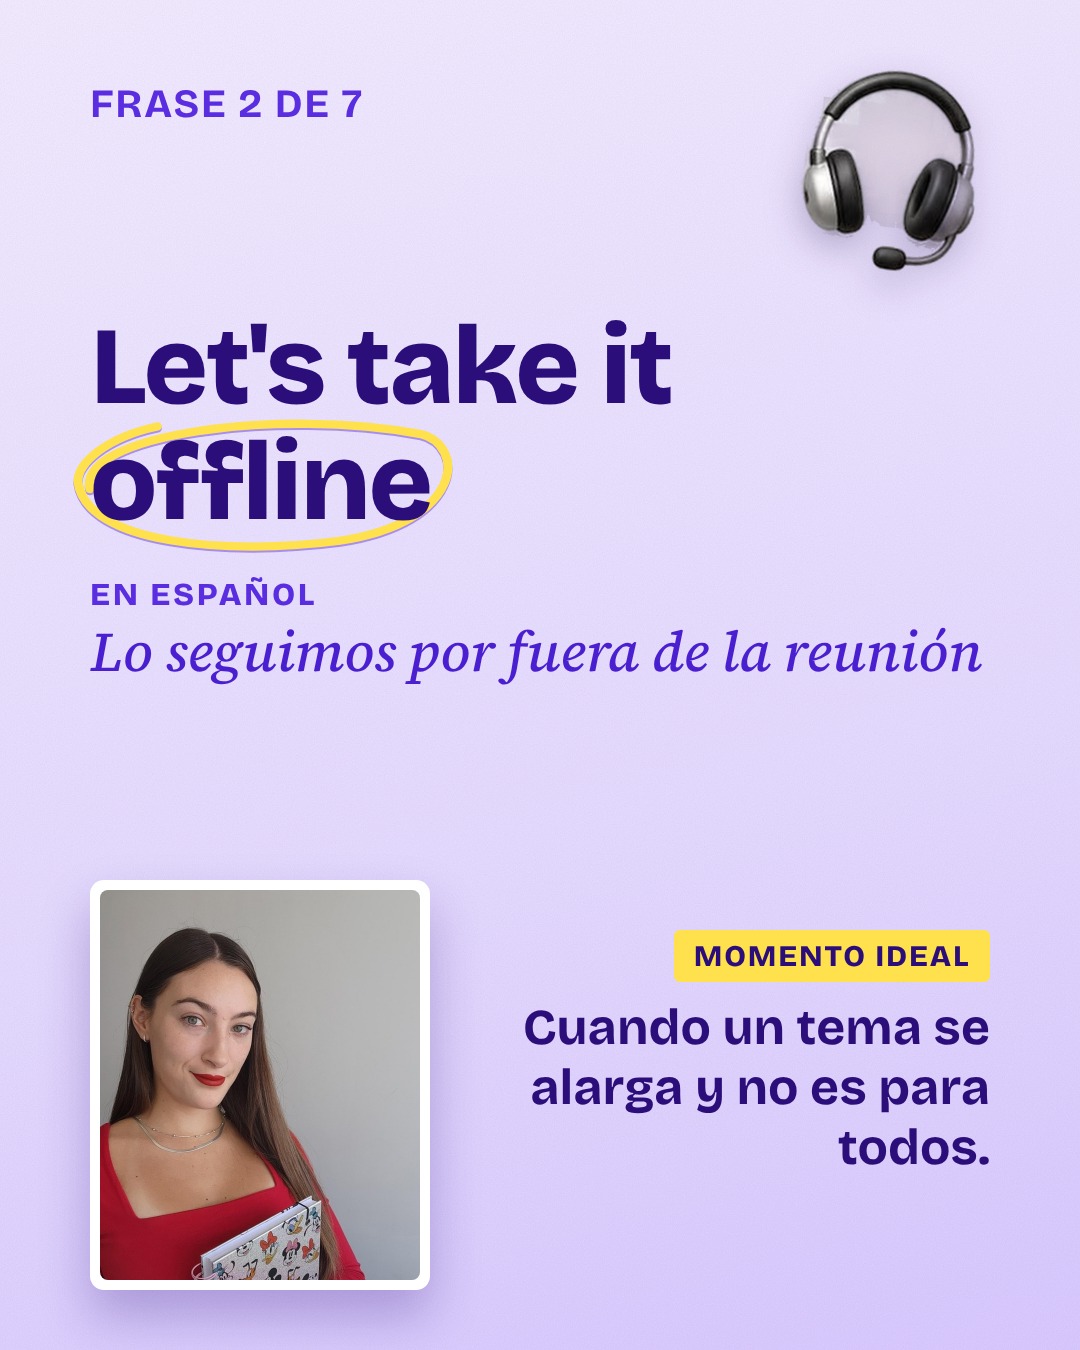 FRASE 2 DE 7
Let's take it
offline
EN ESPAÑOL
Lo seguimos por fuera de la reunión
MOMENTO IDEAL
Cuando un tema se
alarga y no es para
todos.